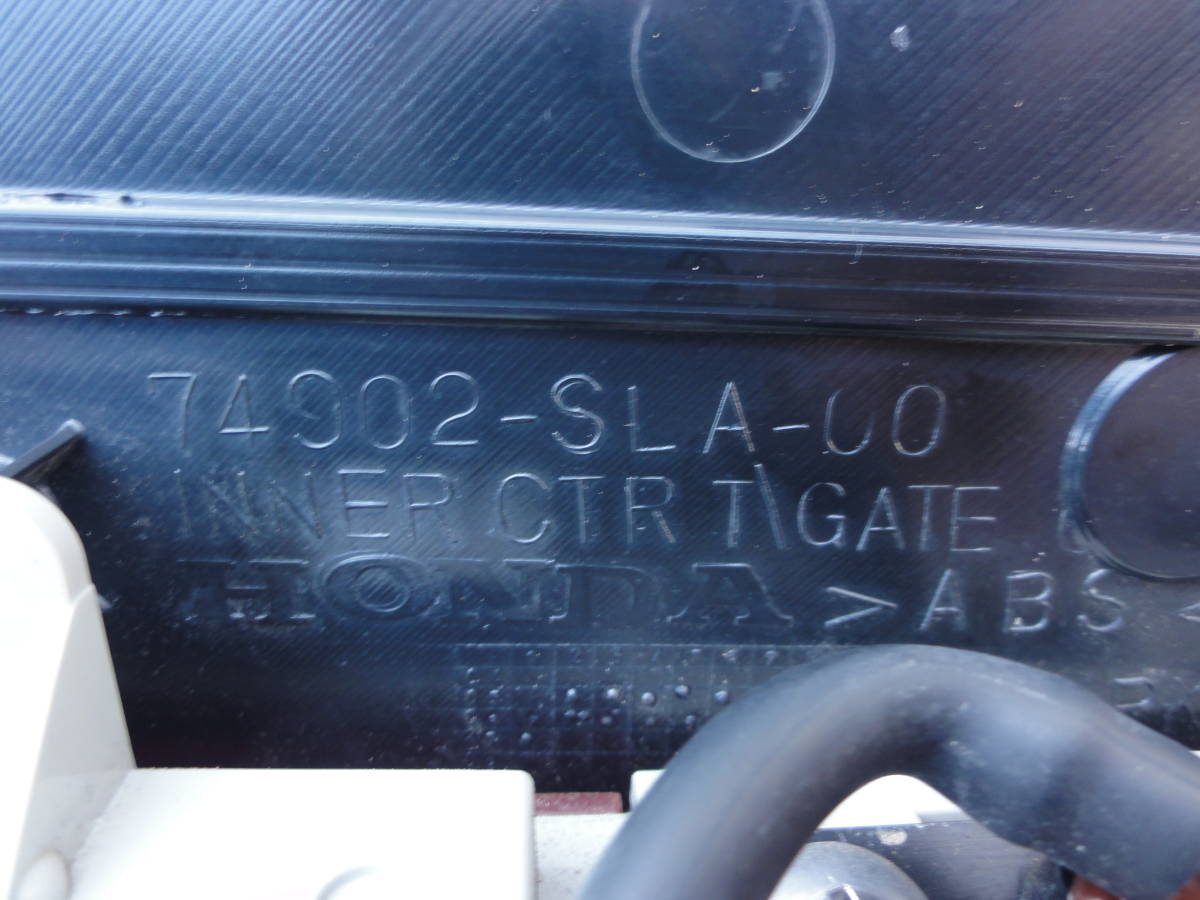 74902-SLA-00
INNER CTR T\GATE
HONDA >ABS<